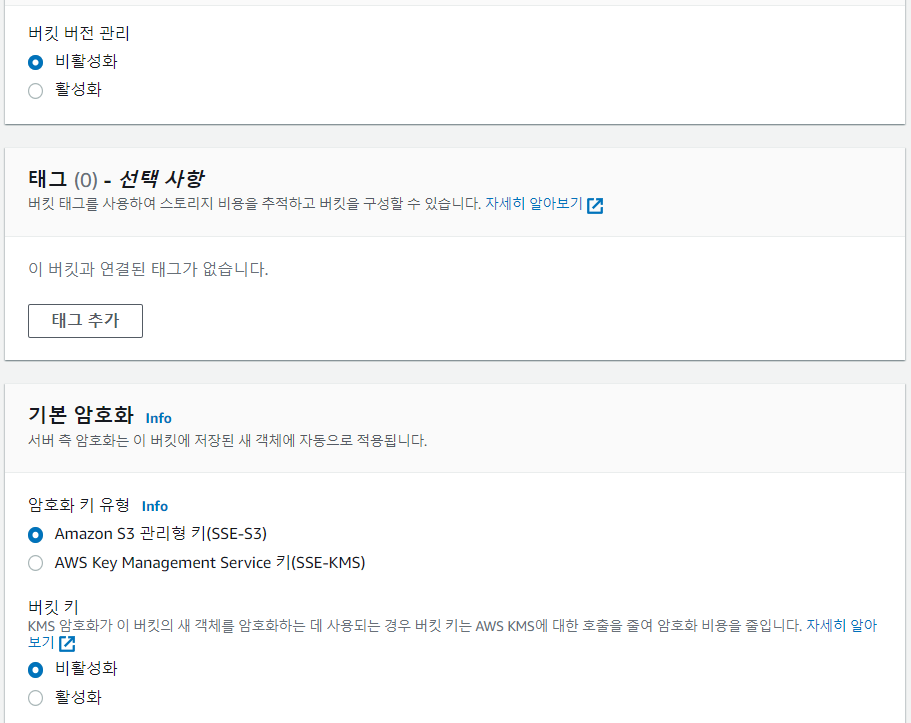 버킷 버전 관리
비활성화
활성화
태그 (0) - 선택 사항
버킷 태그를 사용하여 스토리지 비용을 추적하고 버킷을 구성할 수 있습니다. 자세히 알아보기
이 버킷과 연결된 태그가 없습니다.
태그 추가
기본 암호화 Info
서버 측 암호화는 이 버킷에 저장된 새 객체에 자동으로 적용됩니다.
암호화 키 유형 Info
Amazon S3 관리형 키(SSE-S3)
AWS Key Management Service 키(SSE-KMS)
버킷 키
KMS 암호화가 이 버킷의 새 객체를 암호화하는 데 사용되는 경우 버킷 키는 AWS KMS에 대한 호출을 줄여 암호화 비용을 줄입니다. 자세히 알아
보기
비활성화
활성화